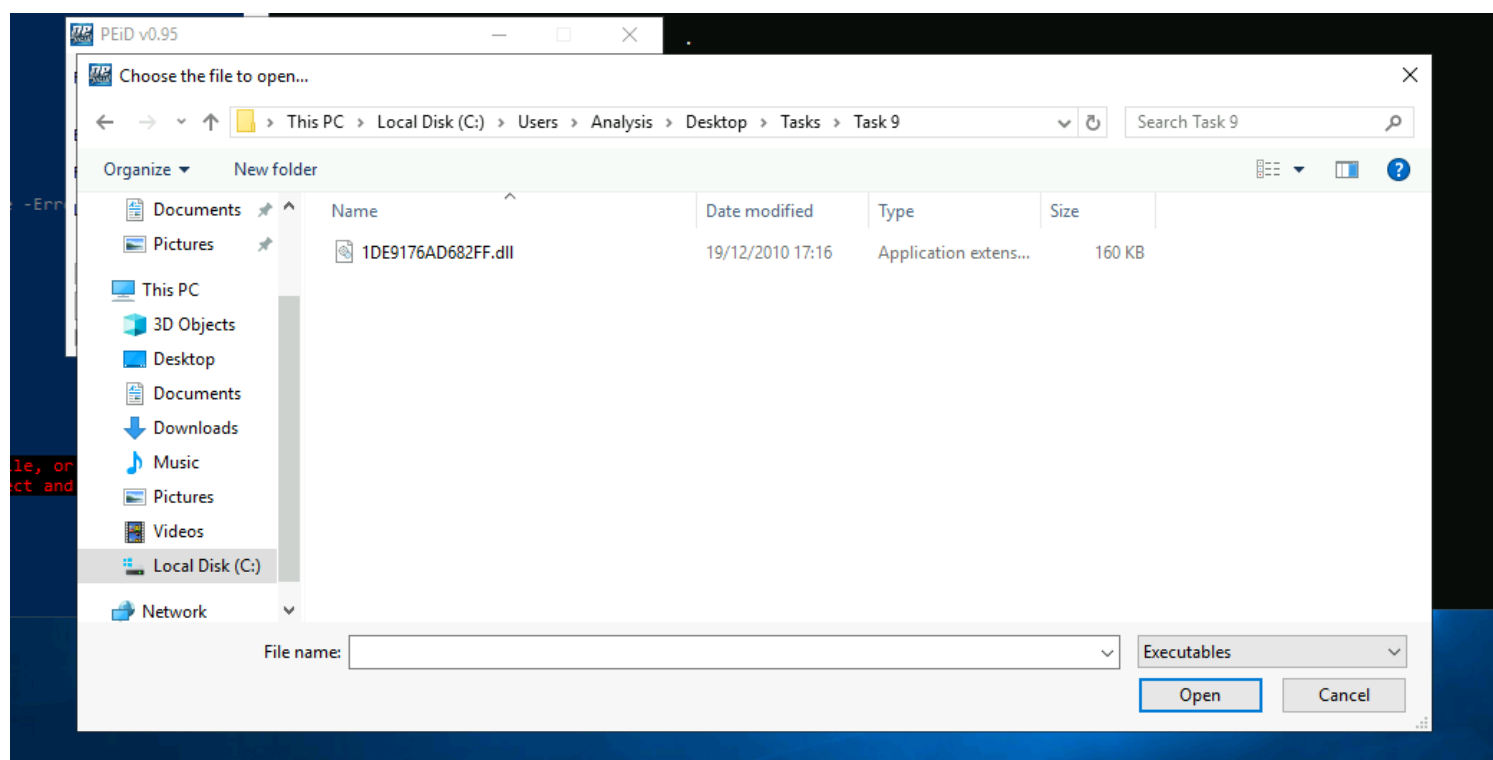 PEiD v0.95
Choose the file to open...
This PC > Local Disk (C:) > Users > Analysis > Desktop > Tasks > Task 9
Search Task 9
Organize
New folder
-Err
Documents
Name
Date modified
Type
Size
Pictures
1DE9176AD682FF.dll
19/12/2010 17:16
Application extens...
160 KB
This PC
3D Objects
Desktop
Documents
Downloads
Music
le, or
ct and
Pictures
Videos
Local Disk (C:)
Network
File name:
Executables
Open
Cancel